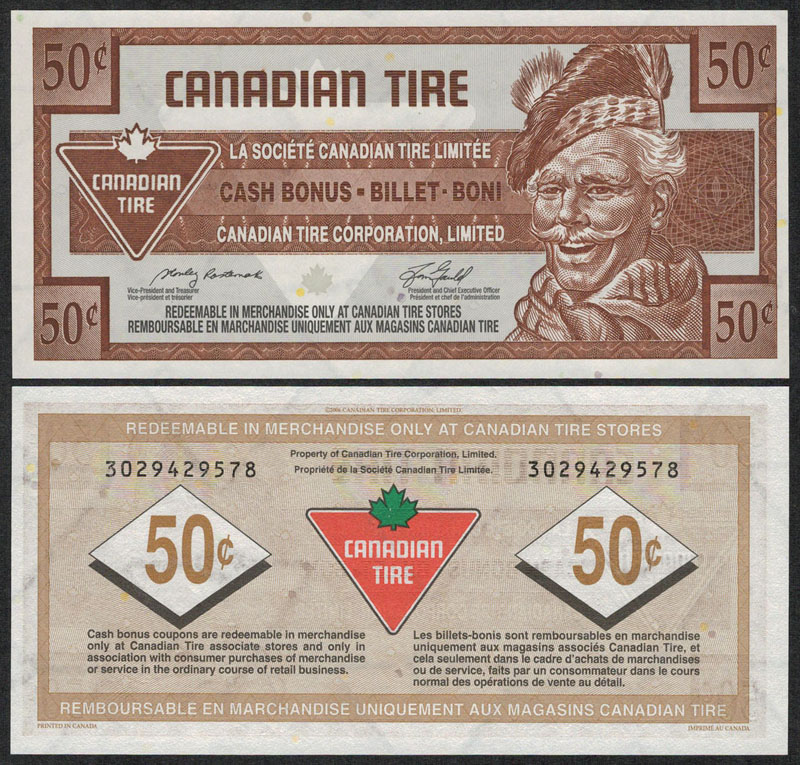 50¢
50¢
CANADIAN TIRE
LA SOCIÉTÉ CANADIAN TIRE LIMITÉE
CANADIAN
TIRE
CASH BONUS - BILLET - BONI
CANADIAN TIRE CORPORATION, LIMITED
Vice-President and Treasurer
Vice-président et trésorier
President and Chief Executive Officer
Président et chef de l'administration
50¢
50¢
REDEEMABLE IN MERCHANDISE ONLY AT CANADIAN TIRE STORES
REMBOURSABLE EN MARCHANDISE UNIQUEMENT AUX MAGASINS CANADIAN TIRE
©2006 CANADIAN TIRE CORPORATION, LIMITED.
REDEEMABLE IN MERCHANDISE ONLY AT CANADIAN TIRE STORES
Property of Canadian Tire Corporation, Limited.
Propriété de la Société Canadian Tire Limitée.
3029429578
3029429578
50¢
CANADIAN
TIRE
50¢
Cash bonus coupons are redeemable in merchandise
only at Canadian Tire associate stores and only in
association with consumer purchases of merchandise
or service in the ordinary course of retail business.
Les billets-bonis sont remboursables en marchandise
uniquement aux magasins associés Canadian Tire, et
cela seulement dans le cadre d'achats de marchandises
ou de service, faits par un consommateur dans le cours
normal des opérations de vente au détail.
REMBOURSABLE EN MARCHANDISE UNIQUEMENT AUX MAGASINS CANADIAN TIRE
PRINTED IN CANADA
IMPRIMÉ AU CANADA